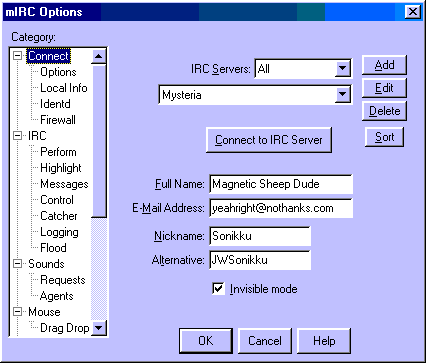 mIRC Options
Category:
Connect
Options
Local Info
Identd
Firewall
IRC
Perform
Highlight
Messages
Control
Catcher
Logging
Flood
Sounds
Requests
Agents
Mouse
Drag Drop
IRC Servers: All
Mysteria
Add
Edit
Delete
Sort
Connect to IRC Server
Full Name: Magnetic Sheep Dude
E-Mail Address: yeahright@nothanks.com
Nickname: Sonikku
Alternative: JWSonikku
Invisible mode
OK Cancel Help